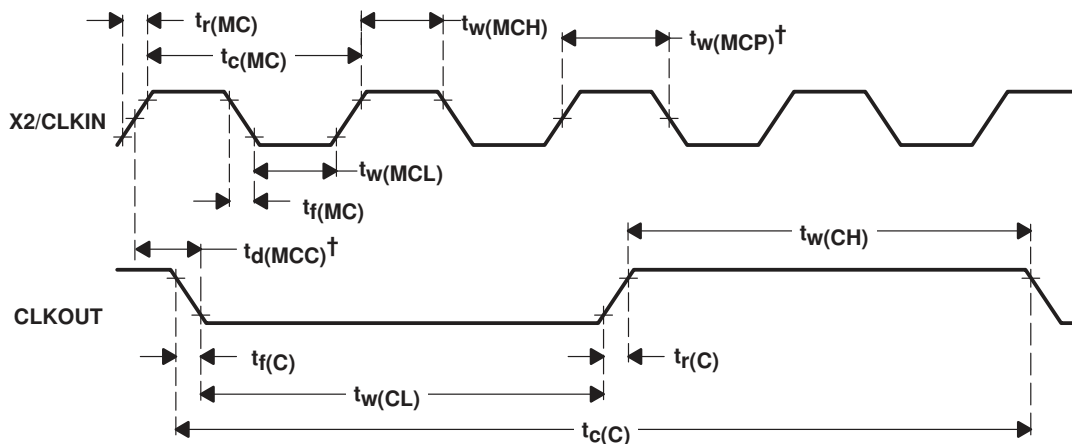 tr(MC)
tw(MCH)
tw(MCP)†
tc(MC)
X2/CLKIN
tw(MCL)
tf(MC)
tw(CH)
td(MCC)†
CLKOUT
tf(C)
tr(C)
tw(CL)
tc(C)